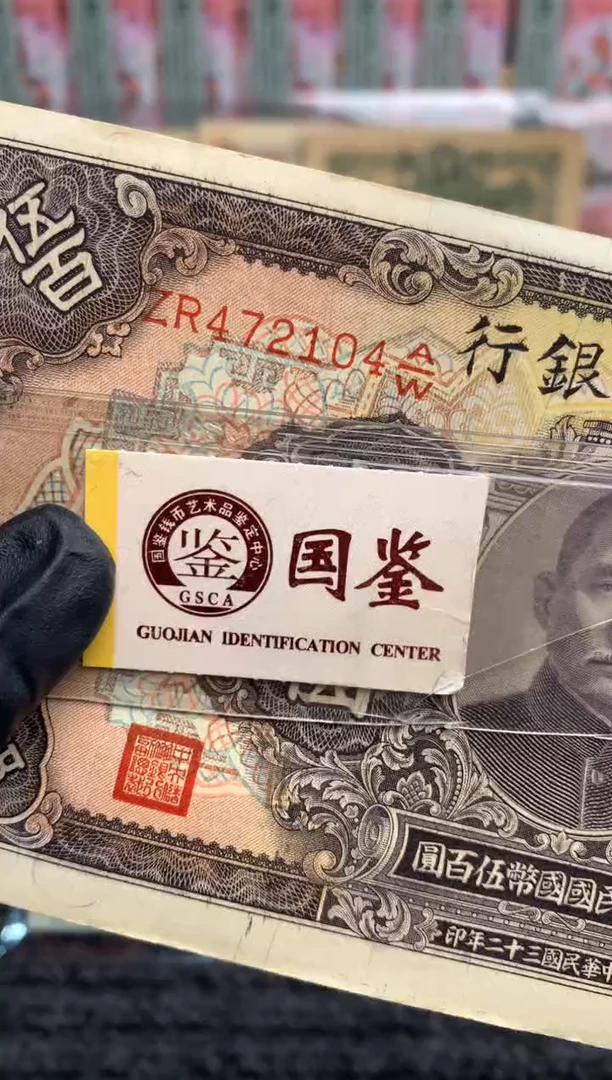 伍百
ZR472104 A/W
銀行
国鉴钱币艺术品鉴定中心
鉴
GSCA
国鉴
GUOJIAN IDENTIFICATION CENTER
國國幣伍百圓
中華民國三十二年印